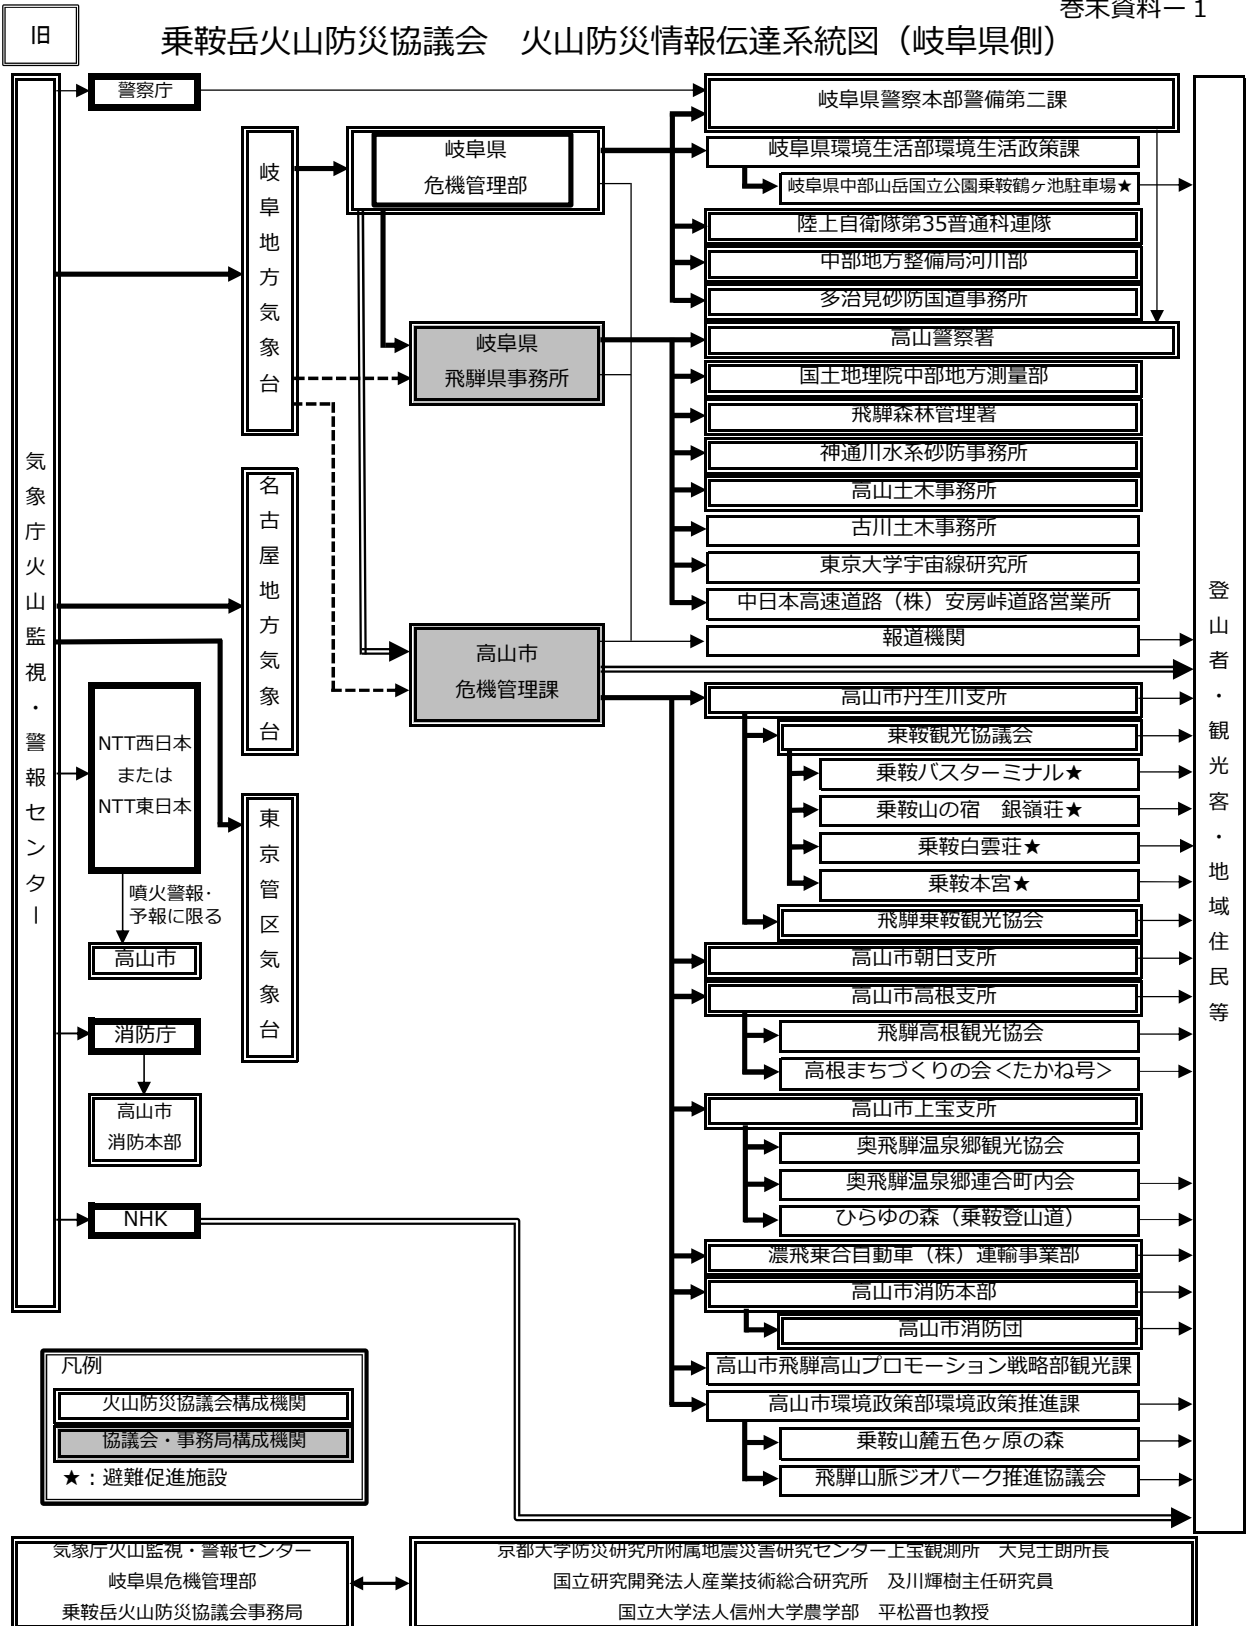 巻末資料－１
旧
乗鞍岳火山防災協議会　火山防災情報伝達系統図（岐阜県側）
気象庁火山監視・警報センター
警察庁
NTT西日本
または
NTT東日本
噴火警報・
予報に限る
高山市
消防庁
高山市
消防本部
NHK
岐阜地方気象台
名古屋地方気象台
東京管区気象台
岐阜県
危機管理部
岐阜県
飛騨県事務所
高山市
危機管理課
岐阜県警察本部警備第二課
岐阜県環境生活部環境生活政策課
岐阜県中部山岳国立公園乗鞍鶴ヶ池駐車場★
陸上自衛隊第35普通科連隊
中部地方整備局河川部
多治見砂防国道事務所
高山警察署
国土地理院中部地方測量部
飛騨森林管理署
神通川水系砂防事務所
高山土木事務所
古川土木事務所
東京大学宇宙線研究所
中日本高速道路（株）安房峠道路営業所
報道機関
高山市丹生川支所
乗鞍観光協議会
乗鞍バスターミナル★
乗鞍山の宿　銀嶺荘★
乗鞍白雲荘★
乗鞍本宮★
飛騨乗鞍観光協会
高山市朝日支所
高山市高根支所
飛騨高根観光協会
高根まちづくりの会＜たかね号＞
高山市上宝支所
奥飛騨温泉郷観光協会
奥飛騨温泉郷連合町内会
ひらゆの森（乗鞍登山道）
濃飛乗合自動車（株）運輸事業部
高山市消防本部
高山市消防団
高山市飛騨高山プロモーション戦略部観光課
高山市環境政策部環境政策推進課
乗鞍山麓五色ヶ原の森
飛騨山脈ジオパーク推進協議会
登山者・観光客・地域住民等
凡例
火山防災協議会構成機関
協議会・事務局構成機関
★：避難促進施設
気象庁火山監視・警報センター
岐阜県危機管理部
乗鞍岳火山防災協議会事務局
京都大学防災研究所附属地震災害研究センター上宝観測所　大見士朗所長
国立研究開発法人産業技術総合研究所　及川輝樹主任研究員
国立大学法人信州大学農学部　平松晋也教授